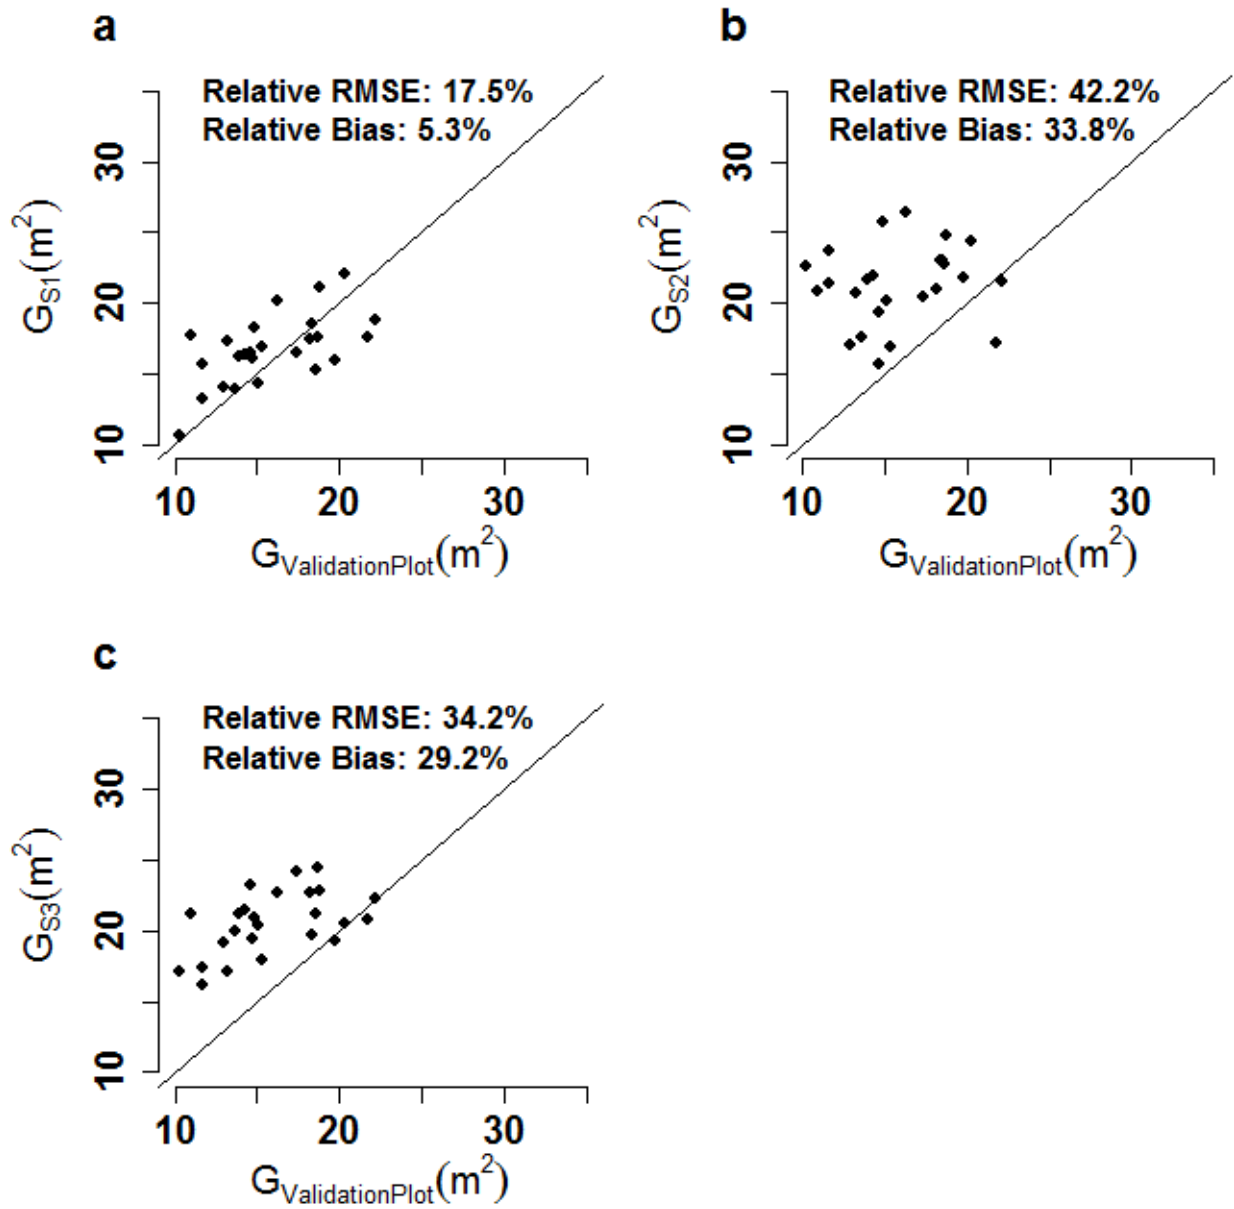 a
Relative RMSE: 17.5%
Relative Bias: 5.3%
30
20
10
G_S1(m²)
10 20 30
G_ValidationPlot(m²)
b
Relative RMSE: 42.2%
Relative Bias: 33.8%
30
20
10
G_S2(m²)
10 20 30
G_ValidationPlot(m²)
c
Relative RMSE: 34.2%
Relative Bias: 29.2%
30
20
10
G_S3(m²)
10 20 30
G_ValidationPlot(m²)